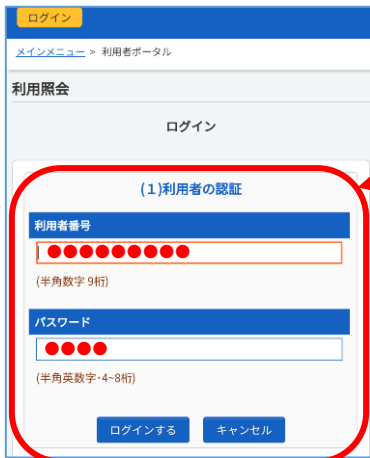 ログイン
メインメニュー > 利用者ポータル
利用照会
ログイン
(1)利用者の認証
利用者番号
●●●●●●●●●
(半角数字 9桁)
パスワード
●●●●
(半角英数字･4~8桁)
ログインする キャンセル